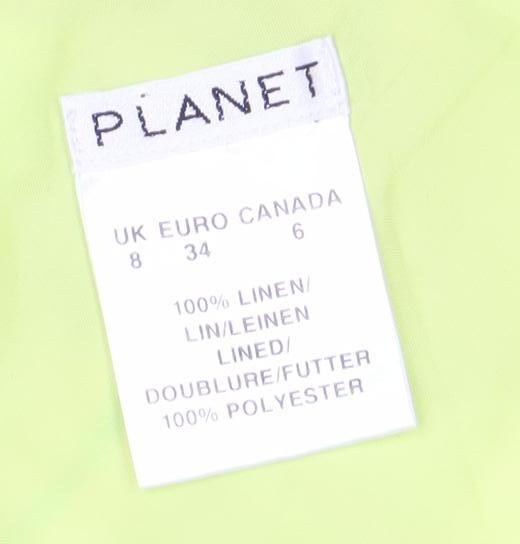 PLANET
UK EURO CANADA
8 34 6
100% LINEN/
LIN/LEINEN
LINED/
DOUBLURE/FUTTER
100% POLYESTER